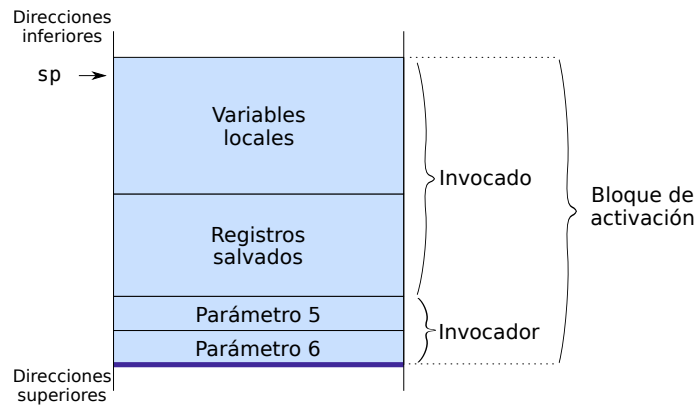 Direcciones
inferiores
sp
Variables
locales
Invocado
Bloque de
activación
Registros
salvados
Parámetro 5
Invocador
Parámetro 6
Direcciones
superiores